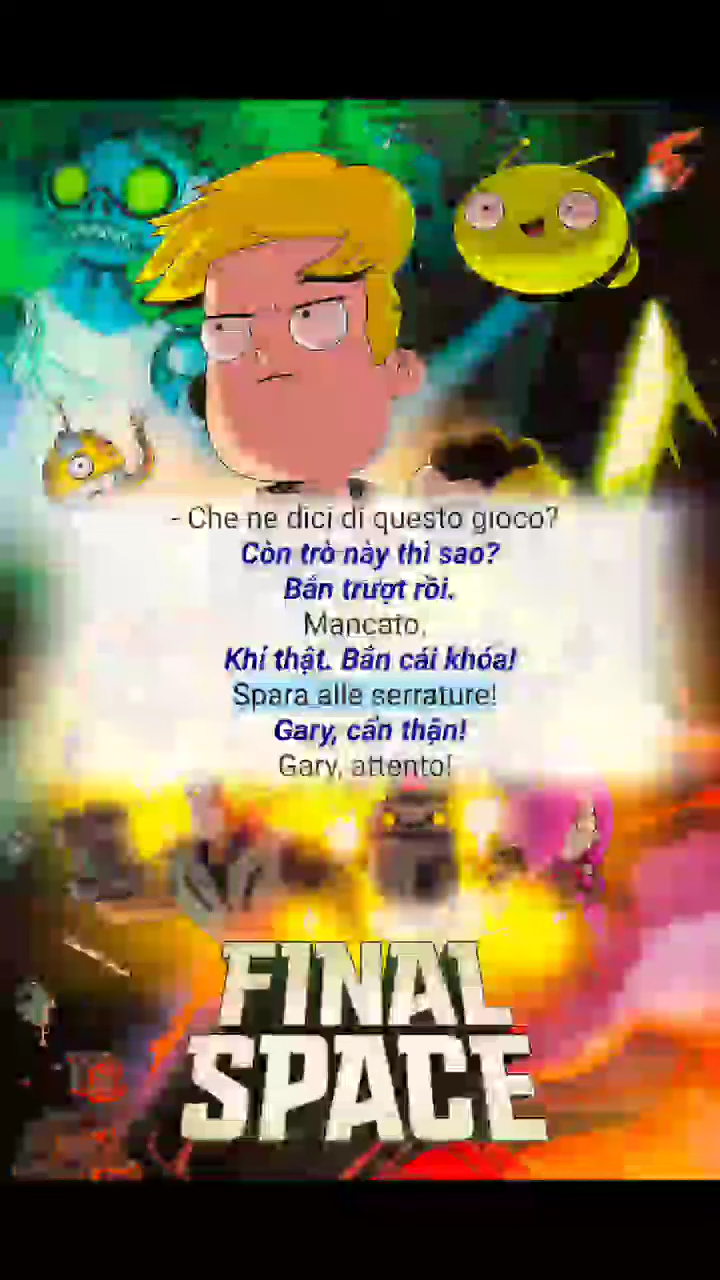 - Che ne dici di questo gioco?
Còn trò này thì sao?
Bắn trượt rồi.
Mancato.
Khỉ thật. Bắn cái khóa!
Spara alle serrature!
Gary, cẩn thận!
Gary, attento!
FINAL
SPACE